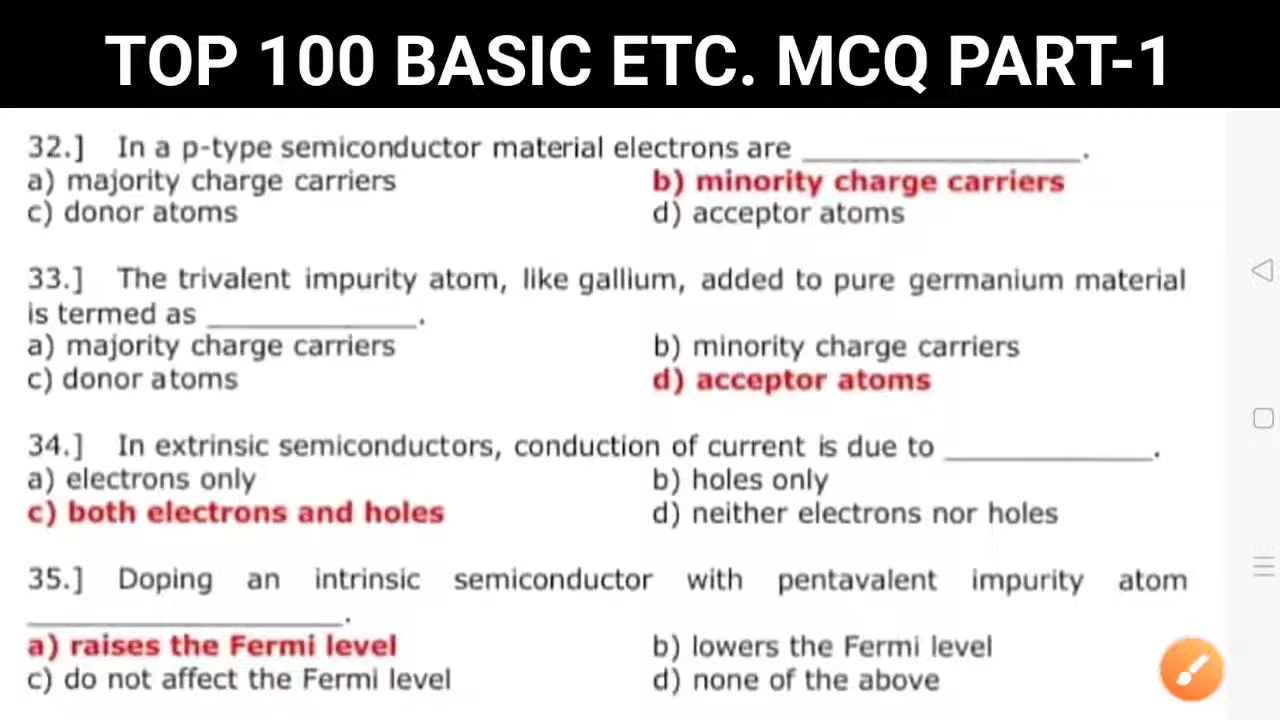 TOP 100 BASIC ETC. MCQ PART-1
32.] In a p-type semiconductor material electrons are ____________________.
a) majority charge carriers b) minority charge carriers
c) donor atoms d) acceptor atoms
33.] The trivalent impurity atom, like gallium, added to pure germanium material
is termed as _______________.
a) majority charge carriers b) minority charge carriers
c) donor atoms d) acceptor atoms
34.] In extrinsic semiconductors, conduction of current is due to _______________.
a) electrons only b) holes only
c) both electrons and holes d) neither electrons nor holes
35.] Doping an intrinsic semiconductor with pentavalent impurity atom
_______________________.
a) raises the Fermi level b) lowers the Fermi level
c) do not affect the Fermi level d) none of the above